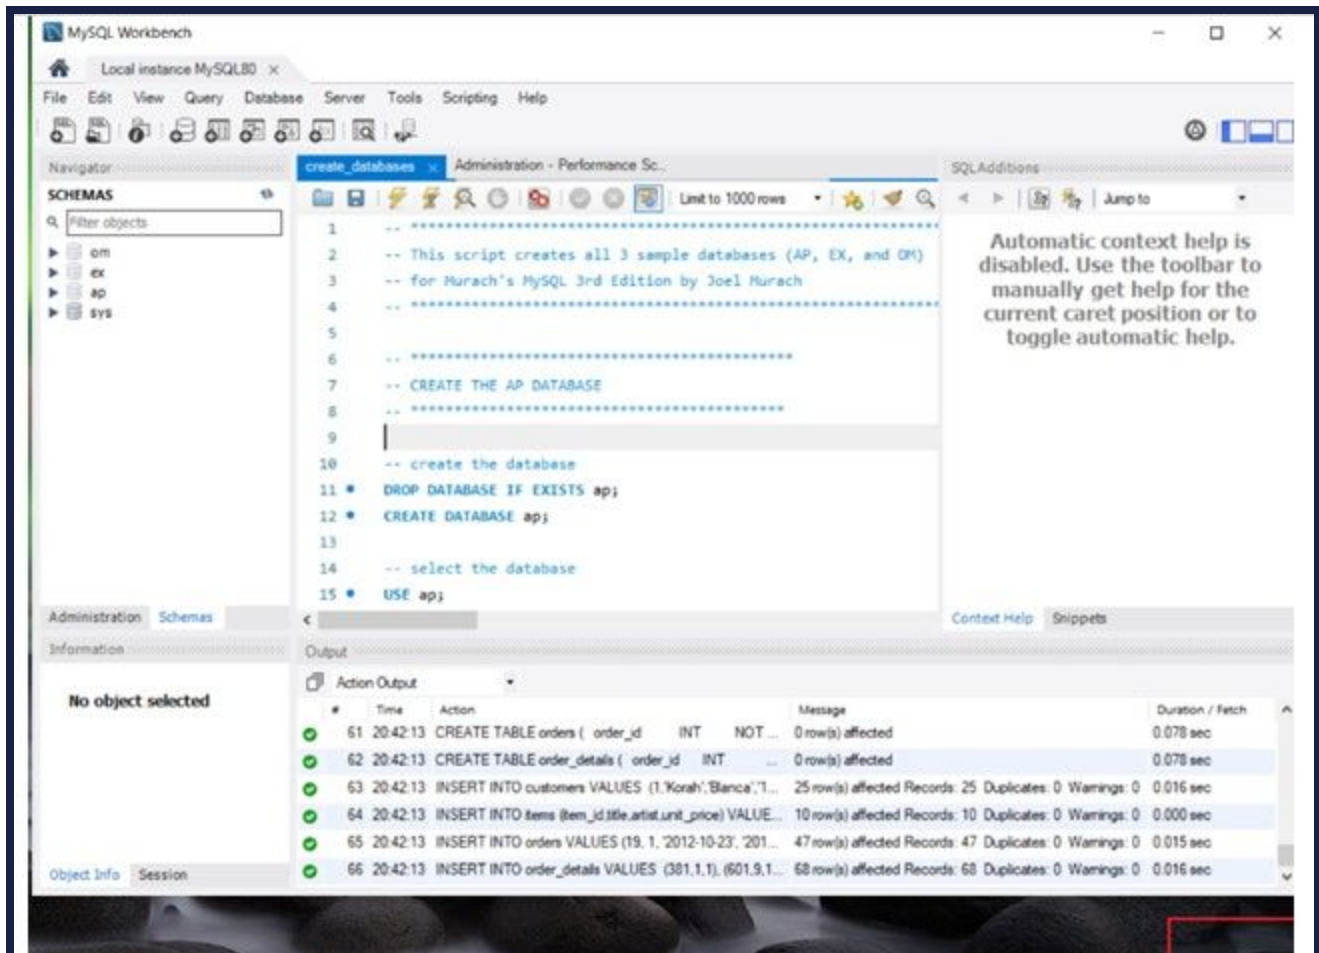 MySQL Workbench
Local instance MySQL80 ×
File Edit View Query Database Server Tools Scripting Help
Navigator
SCHEMAS
Filter objects
om
ex
ap
sys
Administration Schemas
Information
No object selected
Object Info Session
create_databases × Administration - Performance Sc...
Limit to 1000 rows
1 -- ****************************************************************
2 -- This script creates all 3 sample databases (AP, EX, and OM)
3 -- for Murach's MySQL 3rd Edition by Joel Murach
4 -- ****************************************************************
5
6 -- ********************************************
7 -- CREATE THE AP DATABASE
8 -- *******************************************
9
10 -- create the database
11 DROP DATABASE IF EXISTS ap;
12 CREATE DATABASE ap;
13
14 -- select the database
15 USE ap;
SQLAdditions
Jump to
Automatic context help is
disabled. Use the toolbar to
manually get help for the
current caret position or to
toggle automatic help.
Context Help Snippets
Output
Action Output
# Time Action Message Duration / Fetch
61 20:42:13 CREATE TABLE orders ( order_id INT NOT ... 0 row(s) affected 0.078 sec
62 20:42:13 CREATE TABLE order_details ( order_id INT ... 0 row(s) affected 0.078 sec
63 20:42:13 INSERT INTO customers VALUES (1,'Korah','Blanca','1... 25 row(s) affected Records: 25 Duplicates: 0 Warnings: 0 0.016 sec
64 20:42:13 INSERT INTO items (item_id,title,artist,unit_price) VALUE... 10 row(s) affected Records: 10 Duplicates: 0 Warnings: 0 0.000 sec
65 20:42:13 INSERT INTO orders VALUES (19, 1, '2012-10-23', '201... 47 row(s) affected Records: 47 Duplicates: 0 Warnings: 0 0.015 sec
66 20:42:13 INSERT INTO order_details VALUES (381,1,1), (601,9,1... 68 row(s) affected Records: 68 Duplicates: 0 Warnings: 0 0.016 sec